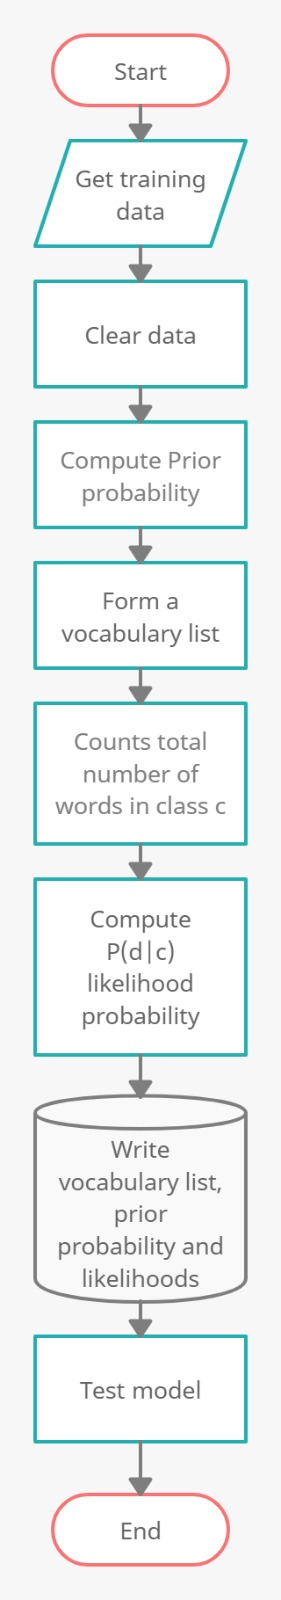 Start
Get training
data
Clear data
Compute Prior
probability
Form a
vocabulary list
Counts total
number of
words in class c
Compute
P(d|c)
likelihood
probability
Write
vocabulary list,
prior
probability and
likelihoods
Test model
End